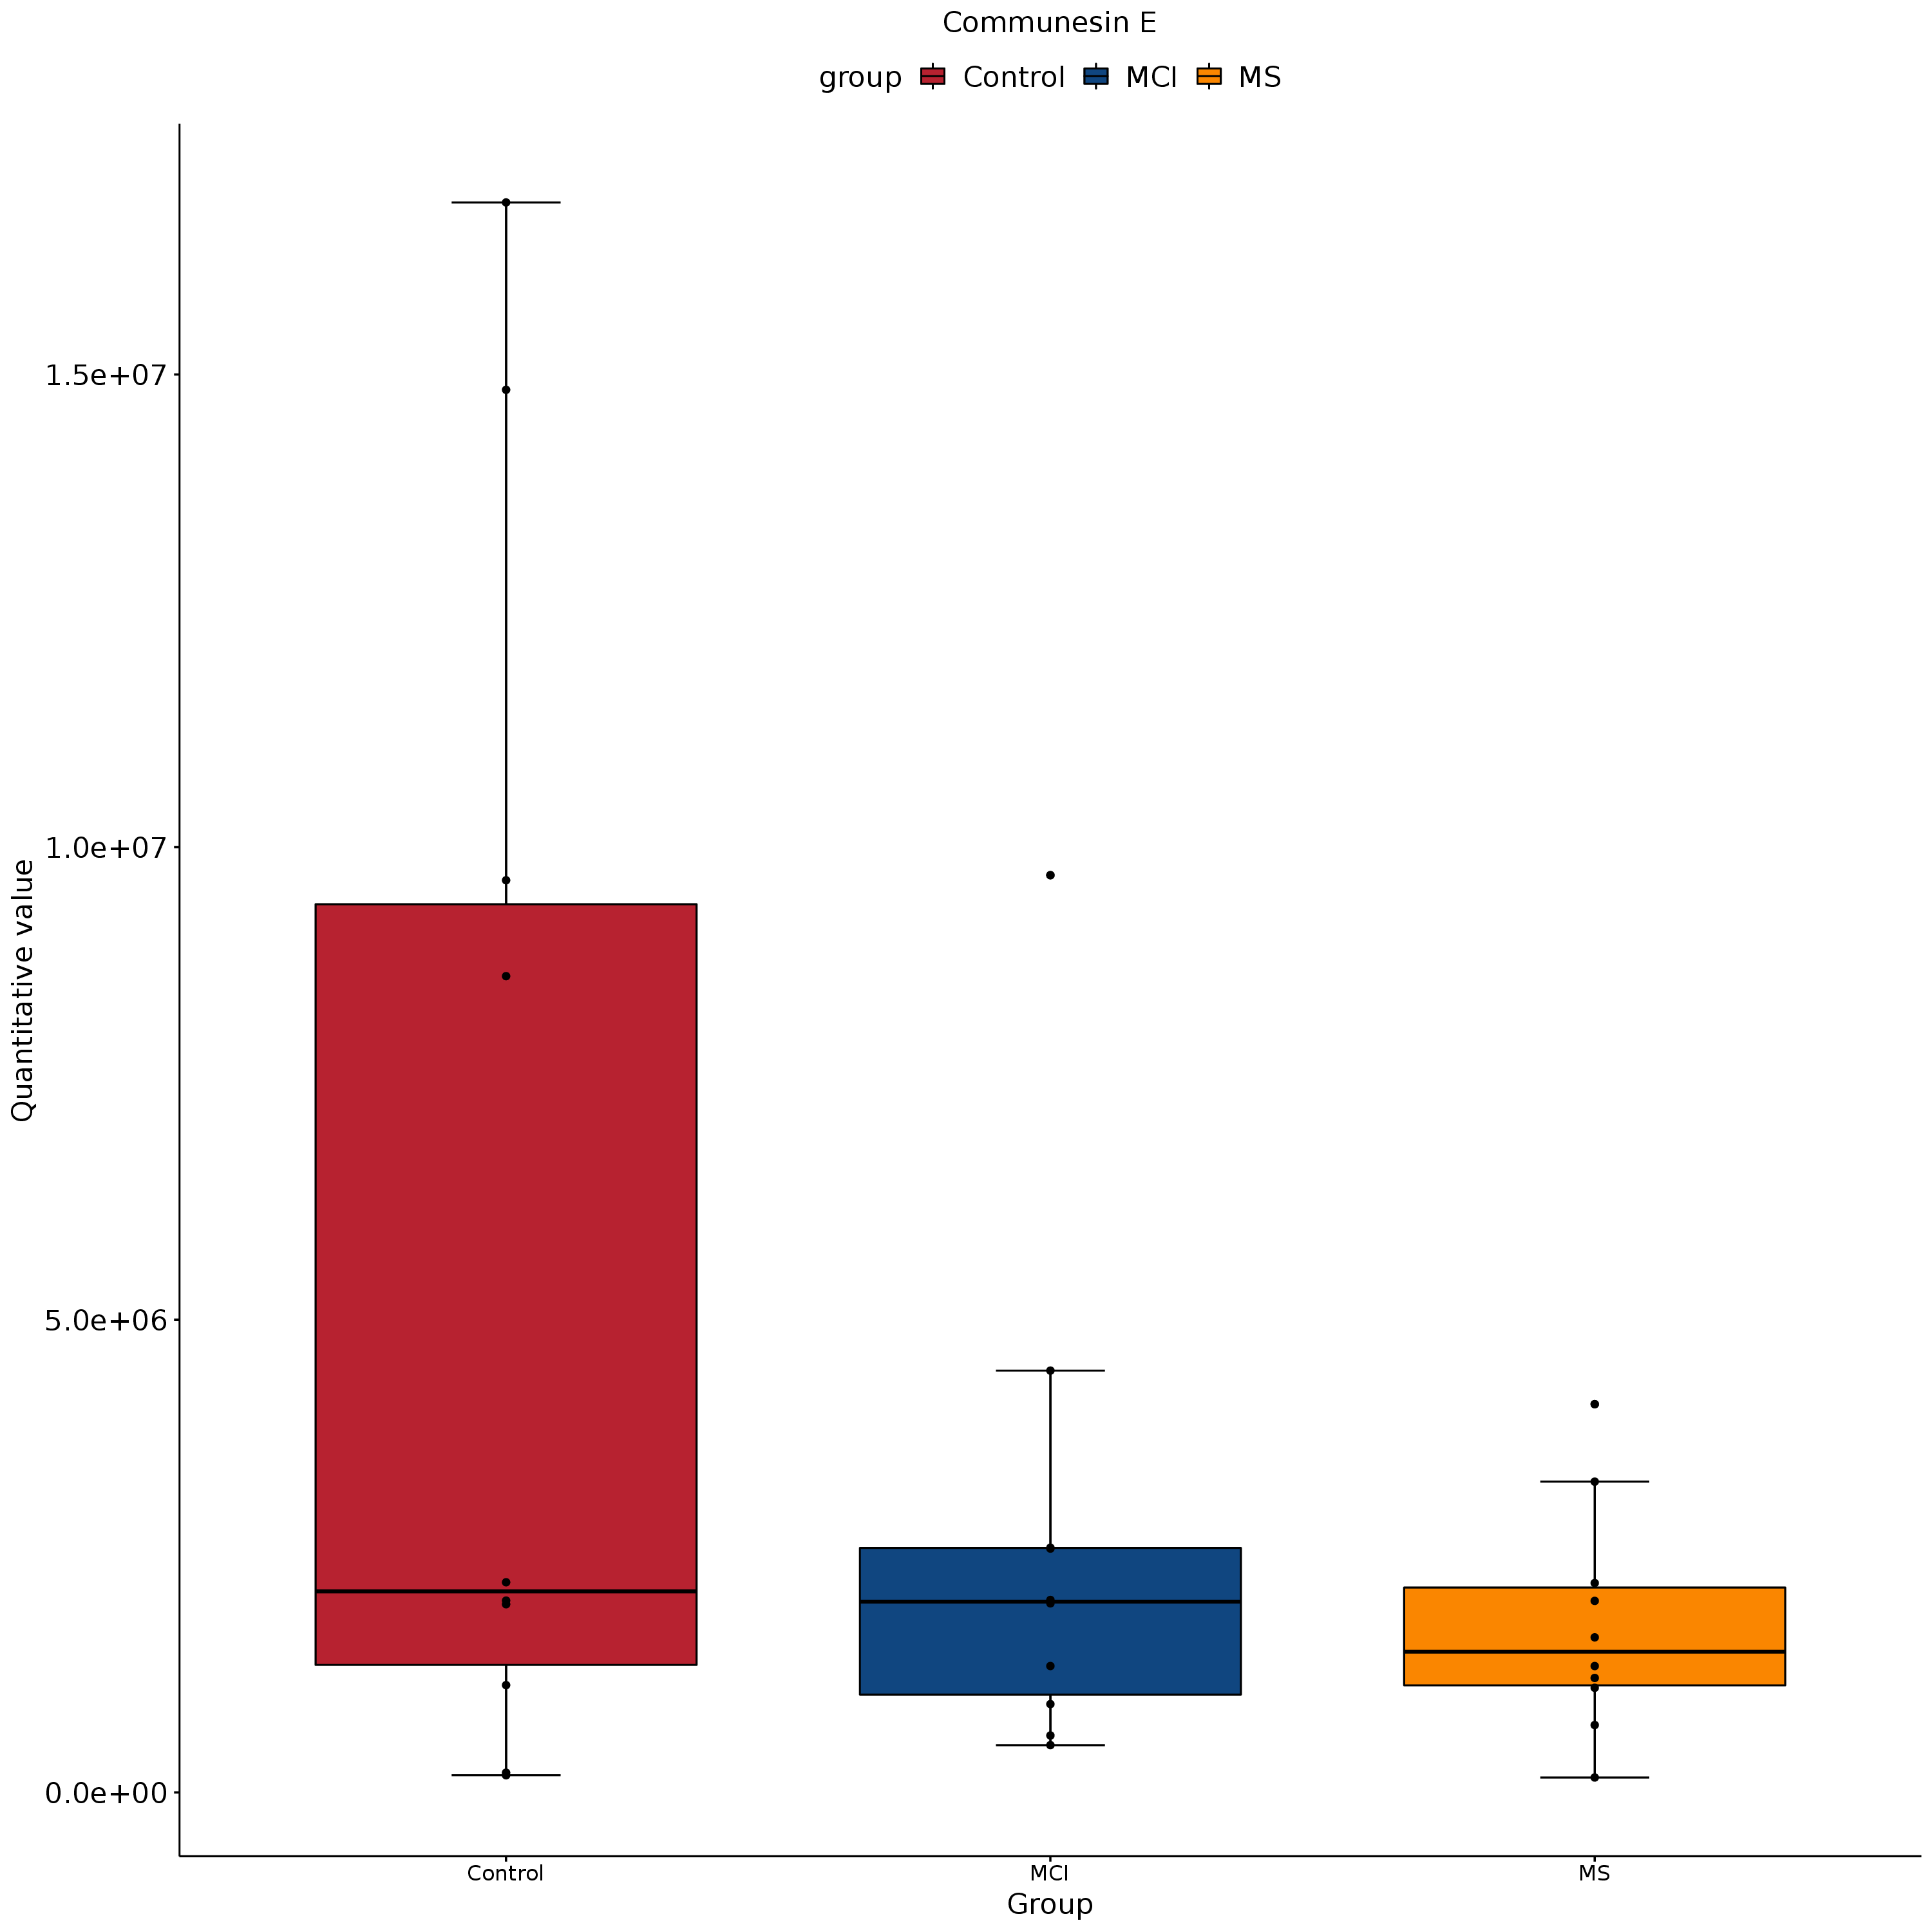 Communesin E
group Control MCI MS
Quantitative value
1.5e+07
1.0e+07
5.0e+06
0.0e+00
Control MCI MS
Group